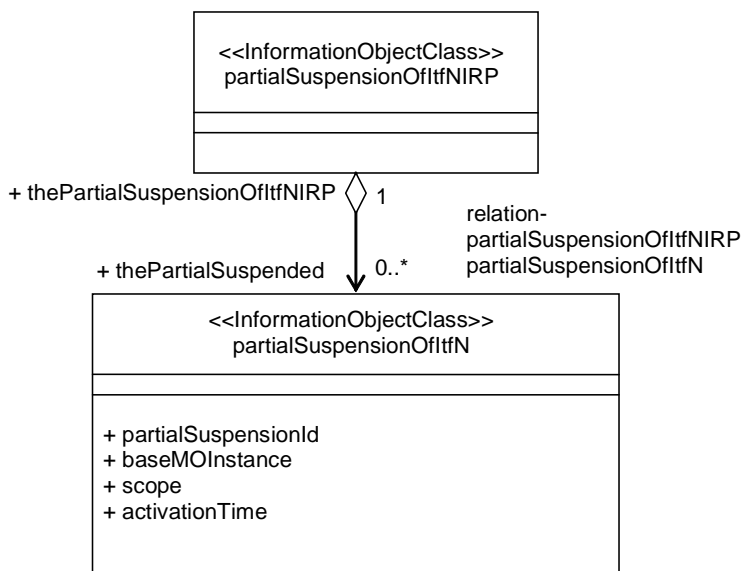 <<InformationObjectClass>>
partialSuspensionOfItfNIRP
+ thePartialSuspensionOfItfNIRP
1
relation-
partialSuspensionOfItfNIRP
partialSuspensionOfItfN
+ thePartialSuspended
0..*
<<InformationObjectClass>>
partialSuspensionOfItfN
+ partialSuspensionId
+ baseMOInstance
+ scope
+ activationTime